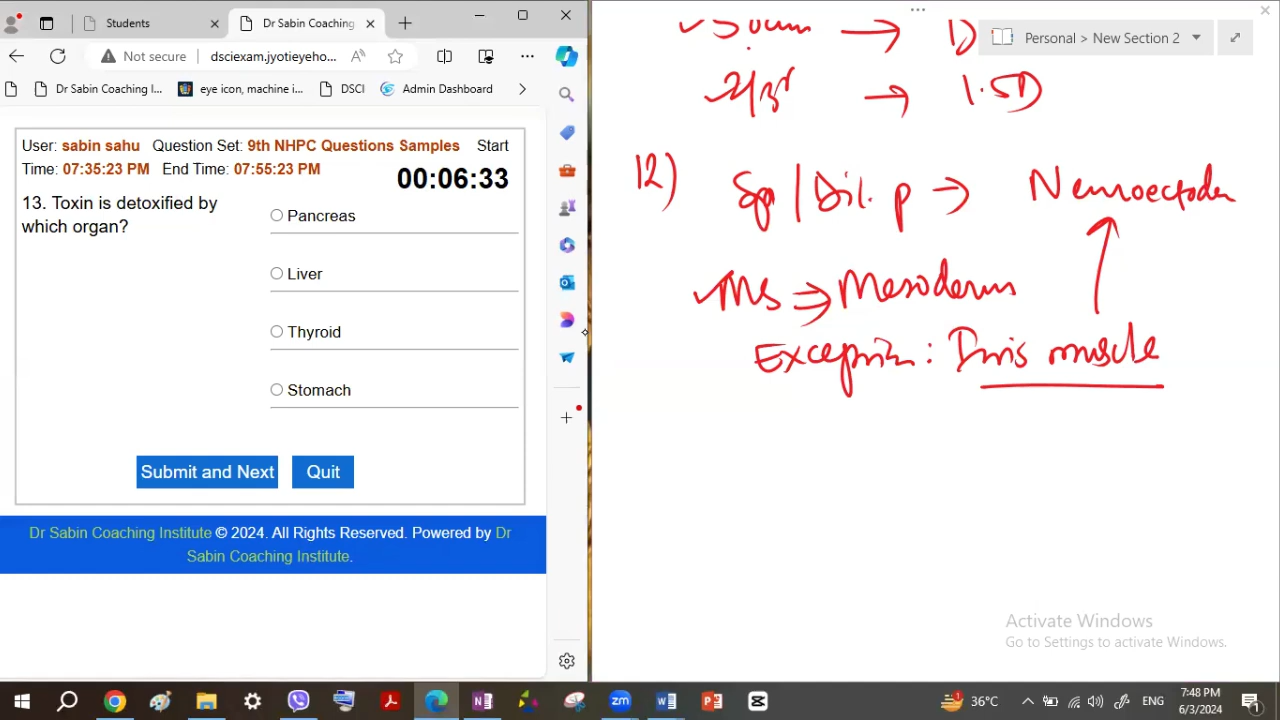 Students
Dr Sabin Coaching
Not secure
dsciexam.jyotieyeho...
Dr Sabin Coaching I...
eye icon, machine i...
DSCI
Admin Dashboard
User: sabin sahu Question Set: 9th NHPC Questions Samples Start
Time: 07:35:23 PM End Time: 07:55:23 PM
00:06:33
13. Toxin is detoxified by
which organ?
Pancreas
Liver
Thyroid
Stomach
Submit and Next
Quit
Dr Sabin Coaching Institute © 2024. All Rights Reserved. Powered by Dr
Sabin Coaching Institute.
Personal > New Section 2
→ D
→ 1.5D
12) Sp | Dil. p → Neuroectoder
MS ⇒ Mesoderm
Exception : Iris muscle
Activate Windows
Go to Settings to activate Windows.
36°C
ENG
7:48 PM
6/3/2024